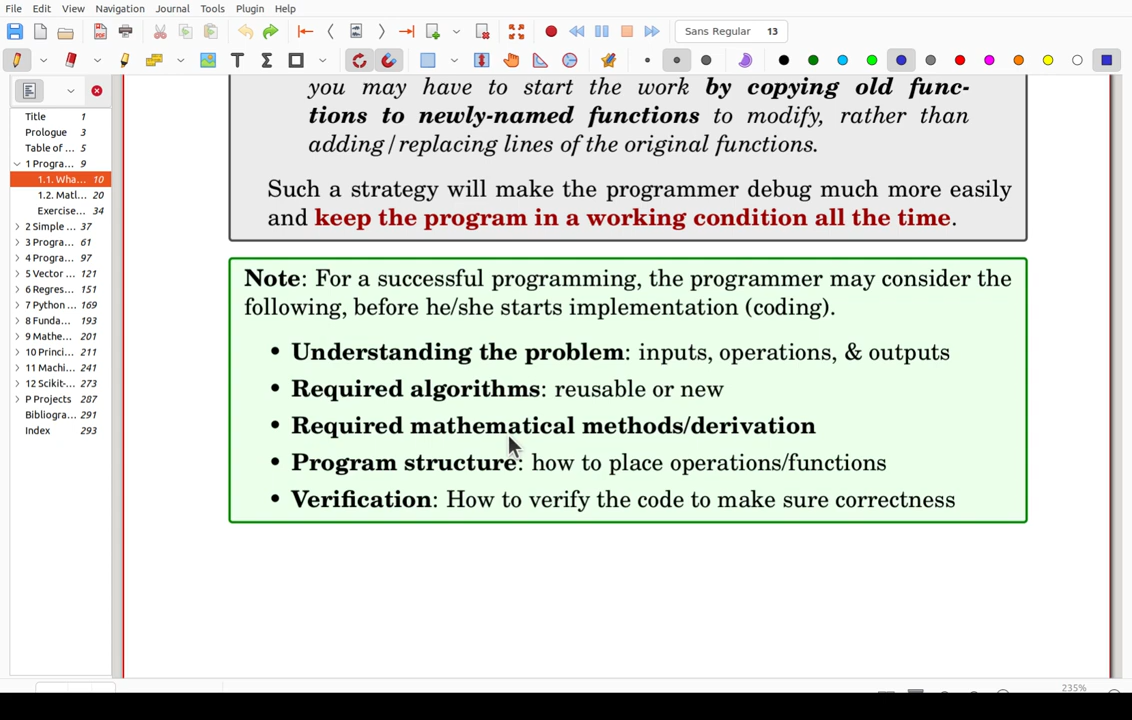 File Edit View Navigation Journal Tools Plugin Help
Sans Regular 13
Title 1
Prologue 3
Table of ... 5
1 Progra... 9
1.1. Wha... 10
1.2. Matl... 20
Exercise... 34
2 Simple ... 37
3 Progra... 61
4 Progra... 97
5 Vector ... 121
6 Regres... 151
7 Python ... 169
8 Funda... 193
9 Mathe... 201
10 Princi... 211
11 Machi... 241
12 Scikit-... 273
P Projects 287
Bibliogra... 291
Index 293
you may have to start the work by copying old func-
tions to newly-named functions to modify, rather than
adding/replacing lines of the original functions.
Such a strategy will make the programmer debug much more easily
and keep the program in a working condition all the time.
Note: For a successful programming, the programmer may consider the
following, before he/she starts implementation (coding).
• Understanding the problem: inputs, operations, & outputs
• Required algorithms: reusable or new
• Required mathematical methods/derivation
• Program structure: how to place operations/functions
• Verification: How to verify the code to make sure correctness
235%